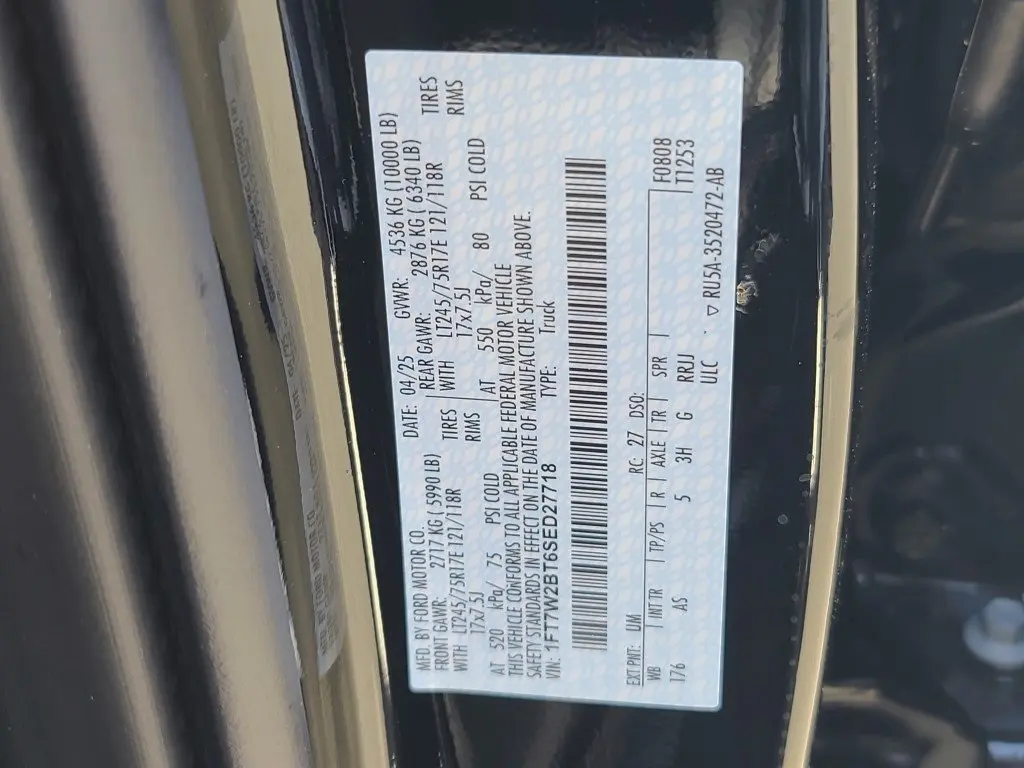 MFD. BY FORD MOTOR CO.
DATE: 04/25 GVWR: 4536 KG (10000 LB)
FRONT GAWR: 2717 KG ( 5990 LB) REAR GAWR: 2876 KG ( 6340 LB)
WITH LT245/75R17E 121/118R TIRES WITH LT245/75R17E 121/118R TIRES
17x7.5J RIMS 17x7.5J RIMS
AT 520 kPa/ 75 PSI COLD AT 550 kPa/ 80 PSI COLD
THIS VEHICLE CONFORMS TO ALL APPLICABLE FEDERAL MOTOR VEHICLE
SAFETY STANDARDS IN EFFECT ON THE DATE OF MANUFACTURE SHOWN ABOVE.
VIN: 1FT7W2BT6SED27718 TYPE: Truck
EXT PNT: UM RC: 27 DSO: F0808
WB INT TR TP/PS R AXLE TR SPR T1253
176 AS 5 3H G RRJJ
ULC ▽ RU5A-3520472-AB